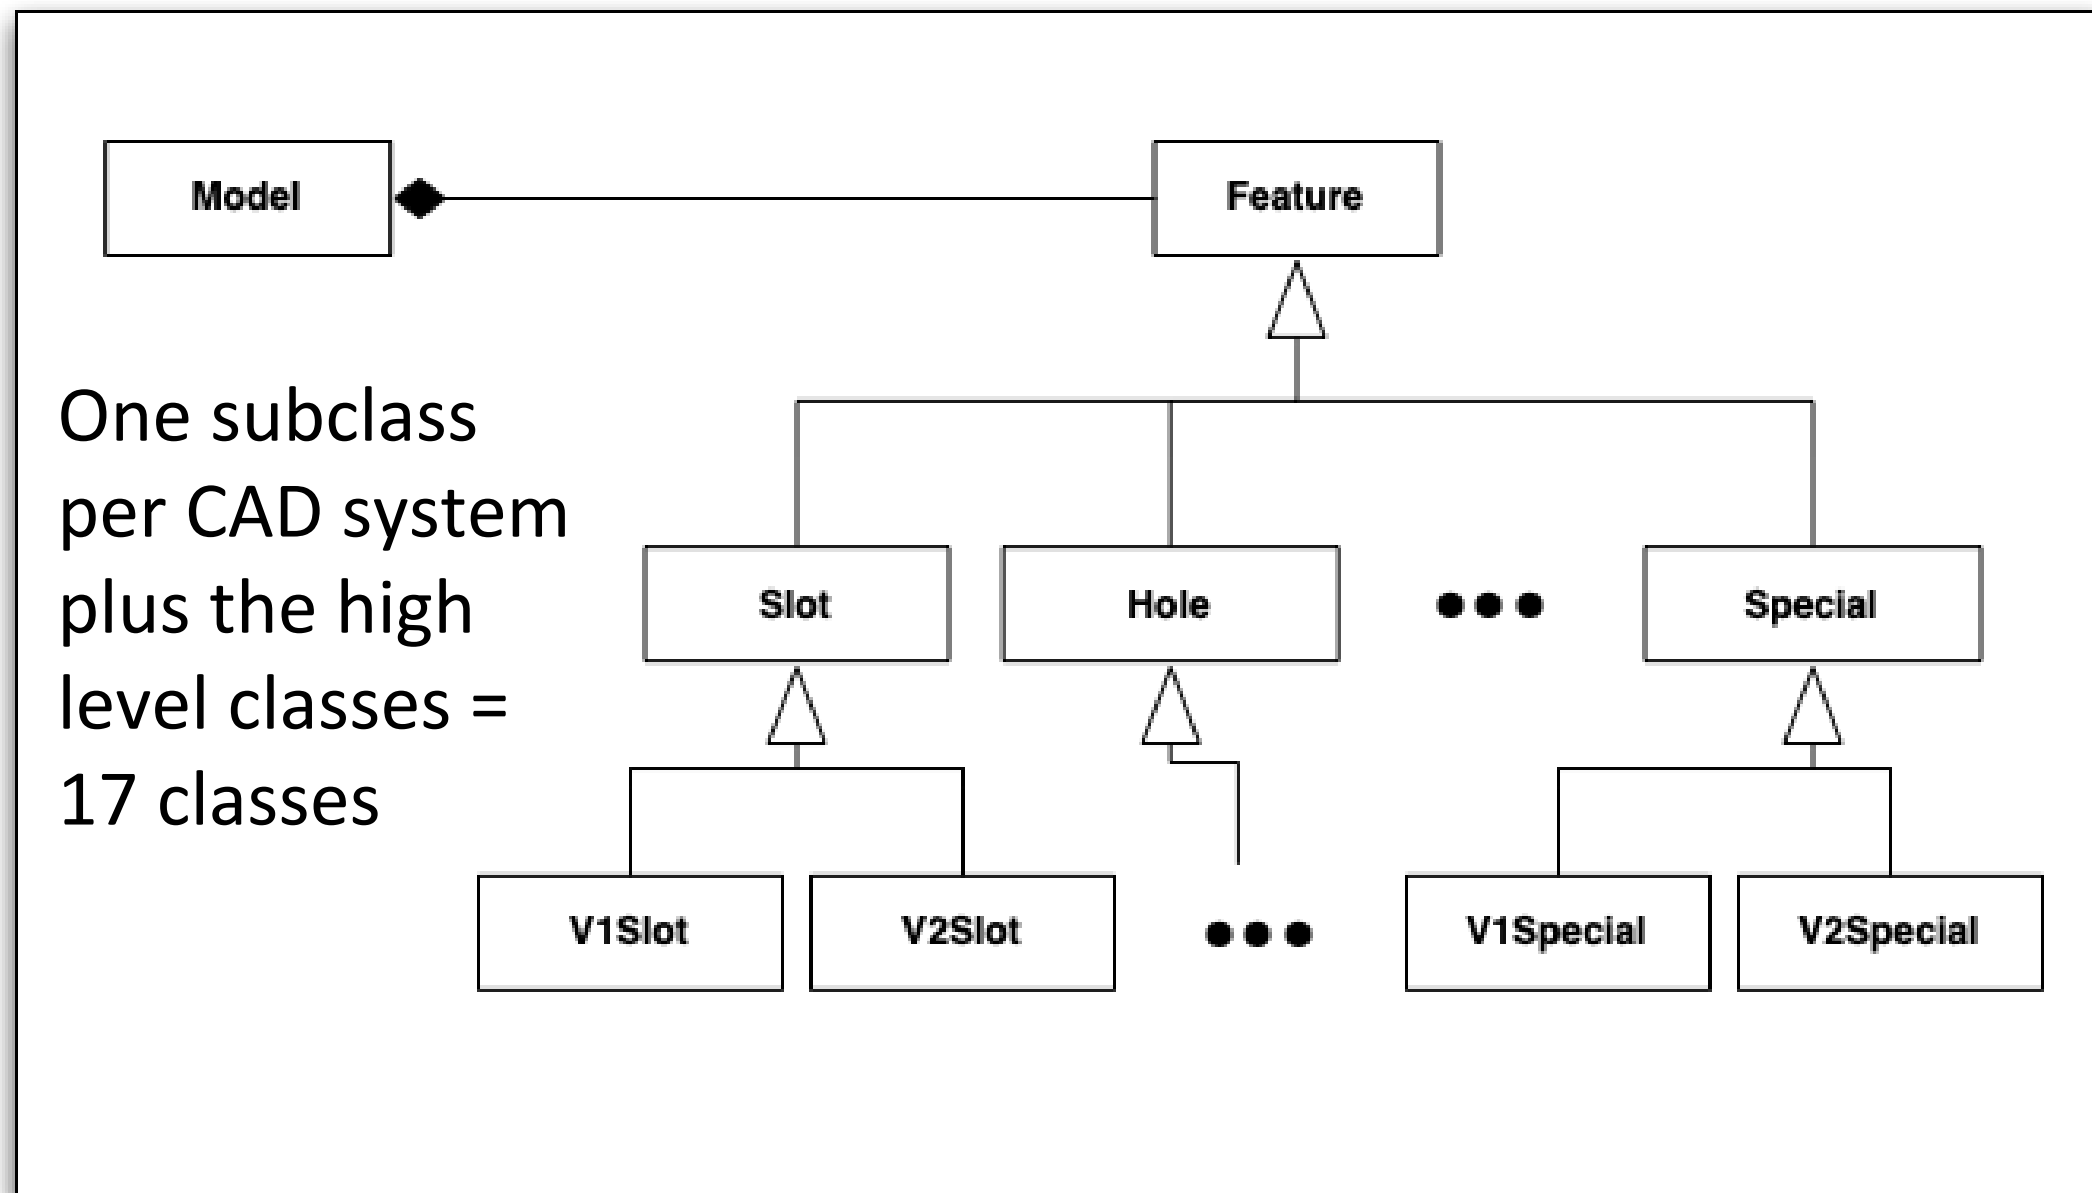 Model
Feature
One subclass
per CAD system
plus the high
level classes =
17 classes
Slot
Hole
Special
V1Slot
V2Slot
V1Special
V2Special